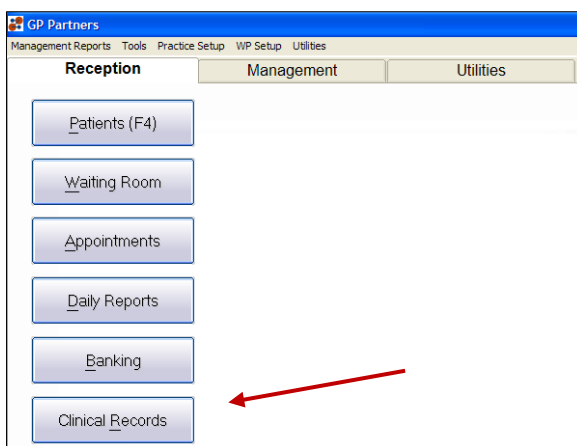 GP Partners
Management Reports Tools Practice Setup WP Setup Utilities
Reception Management Utilities
Patients (F4)
Waiting Room
Appointments
Daily Reports
Banking
Clinical Records